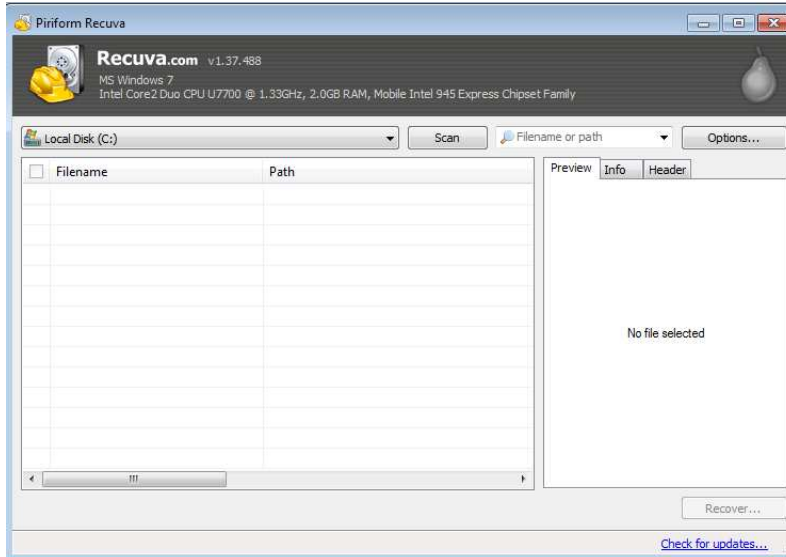 Piriform Recuva
Recuva.com v1.37.488
MS Windows 7
Intel Core2 Duo CPU U7700 @ 1.33GHz, 2.0GB RAM, Mobile Intel 945 Express Chipset Family
Local Disk (C:)
Scan
Filename or path
Options...
Filename
Path
Preview
Info
Header
No file selected
Recover...
Check for updates...